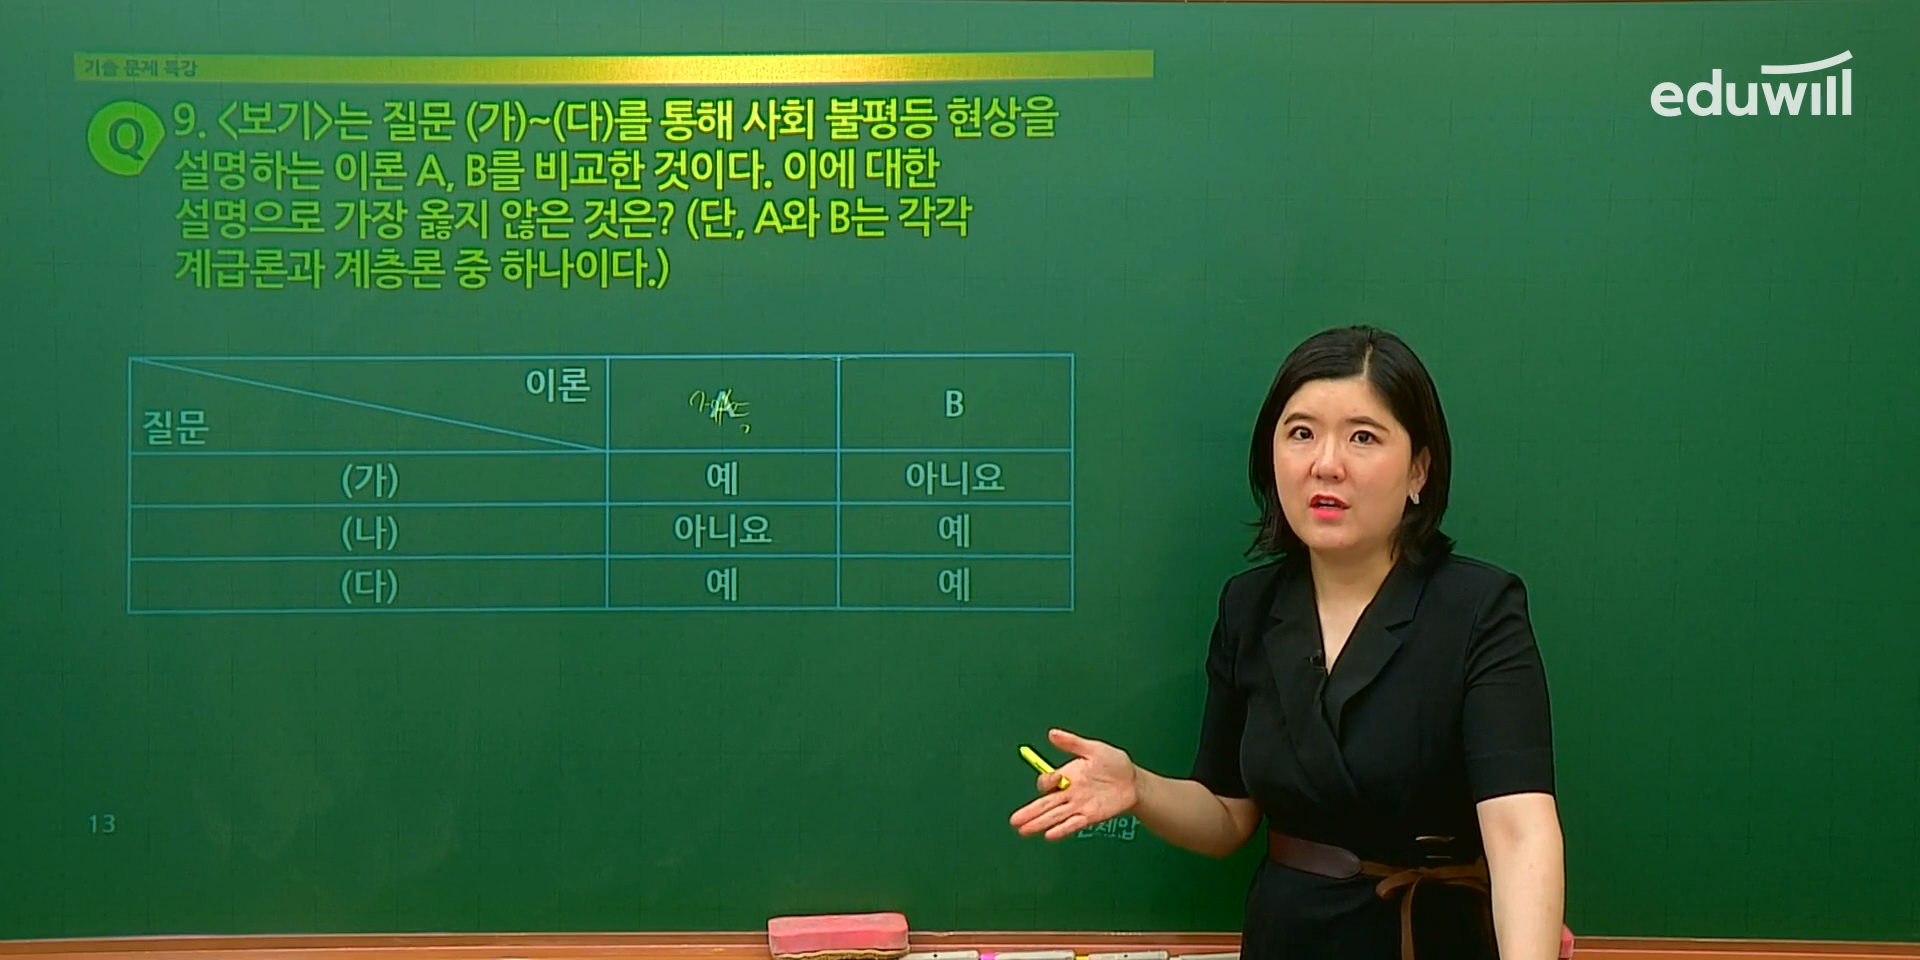 eduwill
기출 문제 특강
Q
9. <보기>는 질문 (가)~(다)를 통해 사회 불평등 현상을
설명하는 이론 A, B를 비교한 것이다. 이에 대한
설명으로 가장 옳지 않은 것은? (단, A와 B는 각각
계급론과 계층론 중 하나이다.)
이론
질문
A
B
(가) 예 아니요
(나) 아니요 예
(다) 예 예
13